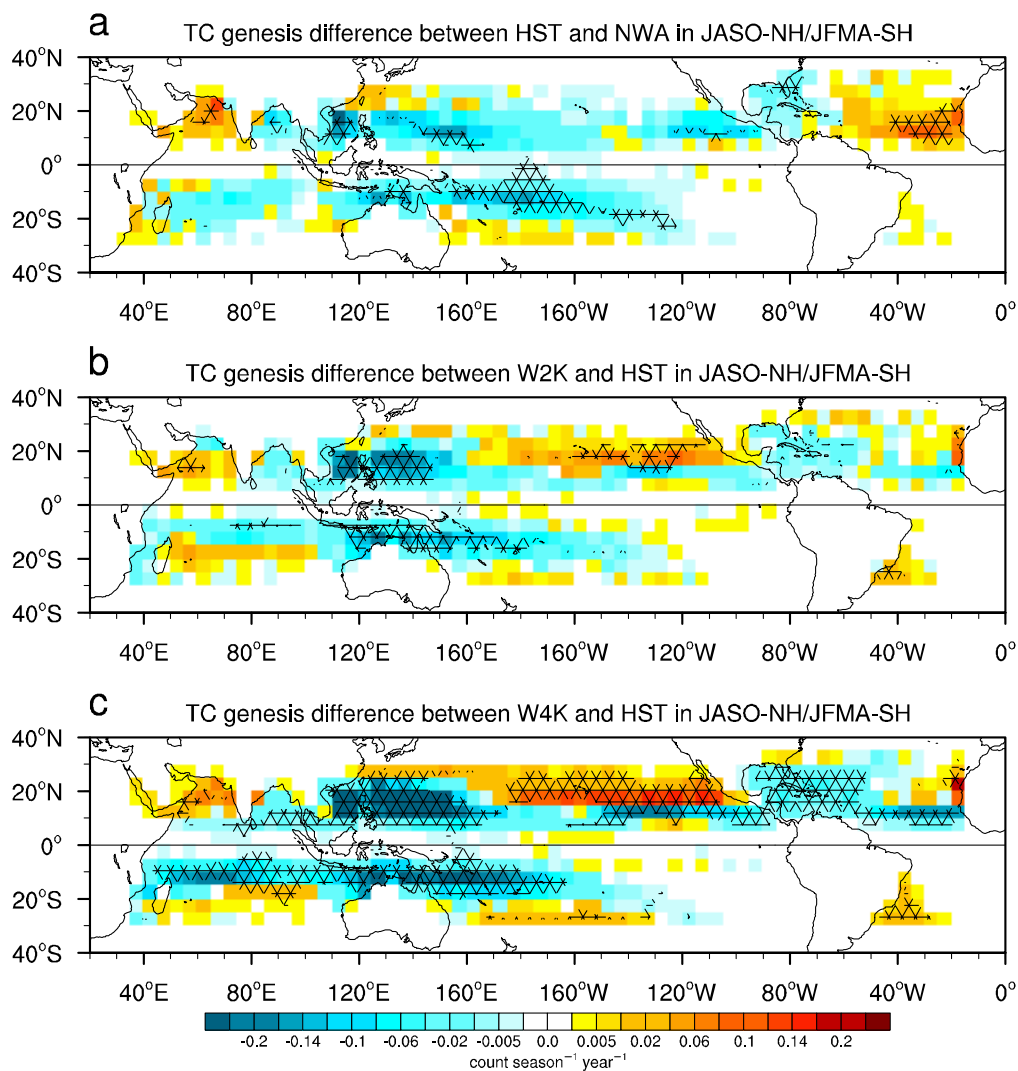 a
TC genesis difference between HST and NWA in JASO-NH/JFMA-SH
40°N
20°N
0°
20°S
40°S
40°E 80°E 120°E 160°E 160°W 120°W 80°W 40°W 0°
b
TC genesis difference between W2K and HST in JASO-NH/JFMA-SH
40°N
20°N
0°
20°S
40°S
40°E 80°E 120°E 160°E 160°W 120°W 80°W 40°W 0°
c
TC genesis difference between W4K and HST in JASO-NH/JFMA-SH
40°N
20°N
0°
20°S
40°S
40°E 80°E 120°E 160°E 160°W 120°W 80°W 40°W 0°
-0.2 -0.14 -0.1 -0.06 -0.02 -0.005 0.0 0.005 0.02 0.06 0.1 0.14 0.2
count season⁻¹ year⁻¹